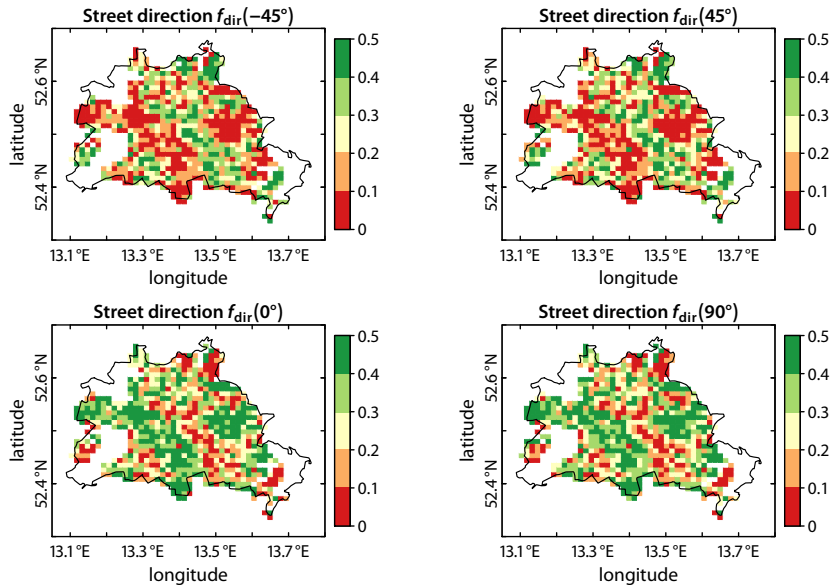 Street direction f_dir(−45°)
0.5
0.4
0.3
0.2
0.1
0
52.6 °N
52.4 °N
latitude
13.1 °E 13.3 °E 13.5 °E 13.7 °E
longitude
Street direction f_dir(45°)
0.5
0.4
0.3
0.2
0.1
0
52.6 °N
52.4 °N
latitude
13.1 °E 13.3 °E 13.5 °E 13.7 °E
longitude
Street direction f_dir(0°)
0.5
0.4
0.3
0.2
0.1
0
52.6 °N
52.4 °N
latitude
13.1 °E 13.3 °E 13.5 °E 13.7 °E
longitude
Street direction f_dir(90°)
0.5
0.4
0.3
0.2
0.1
0
52.6 °N
52.4 °N
latitude
13.1 °E 13.3 °E 13.5 °E 13.7 °E
longitude